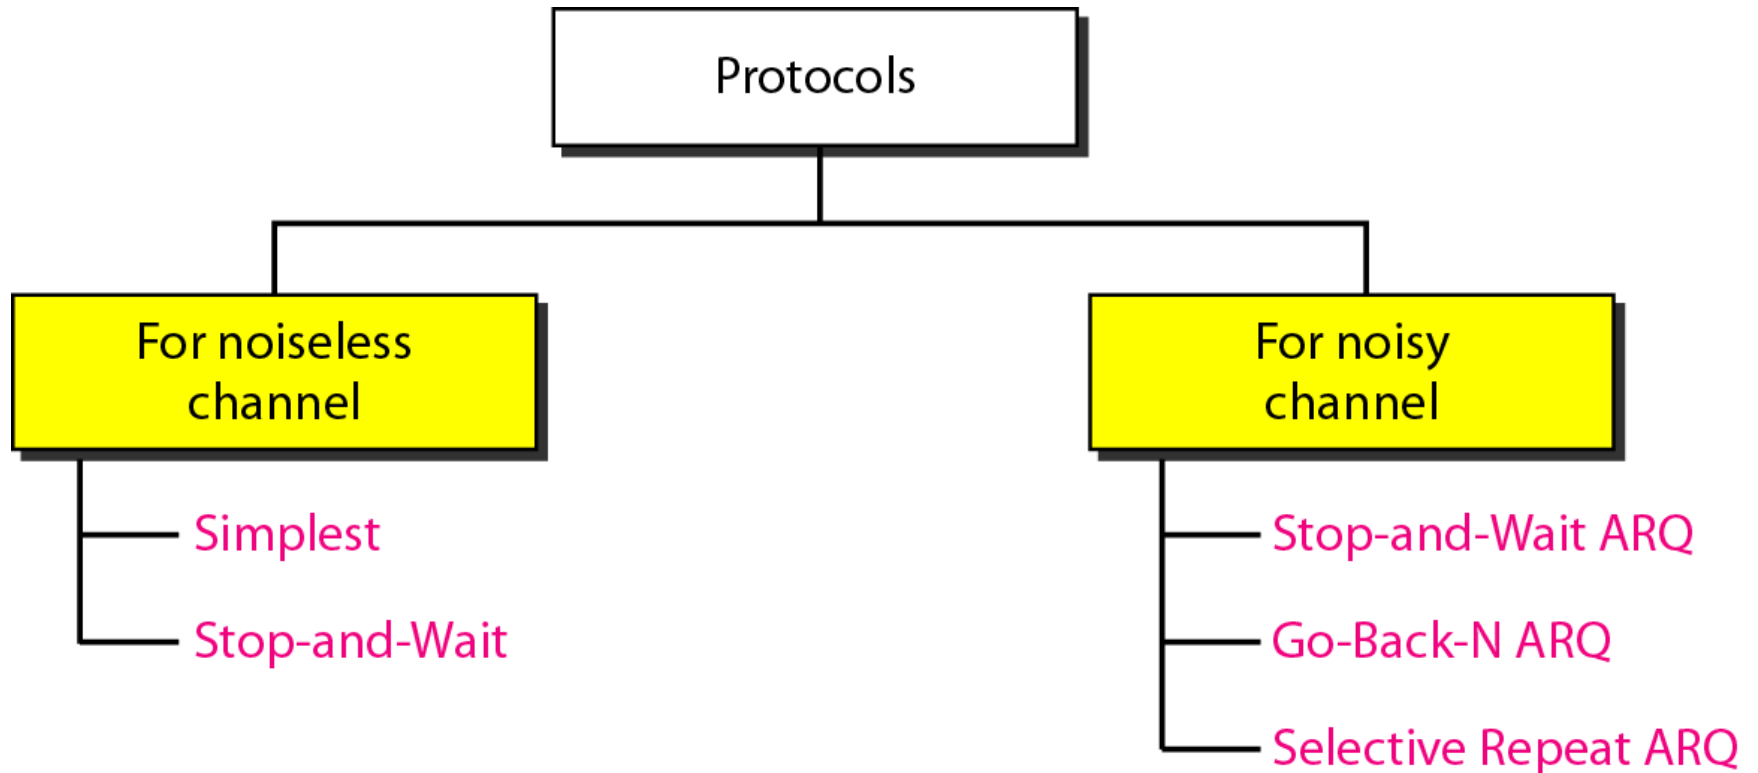 Protocols
For noiseless
channel
For noisy
channel
Simplest
Stop-and-Wait
Stop-and-Wait ARQ
Go-Back-N ARQ
Selective Repeat ARQ